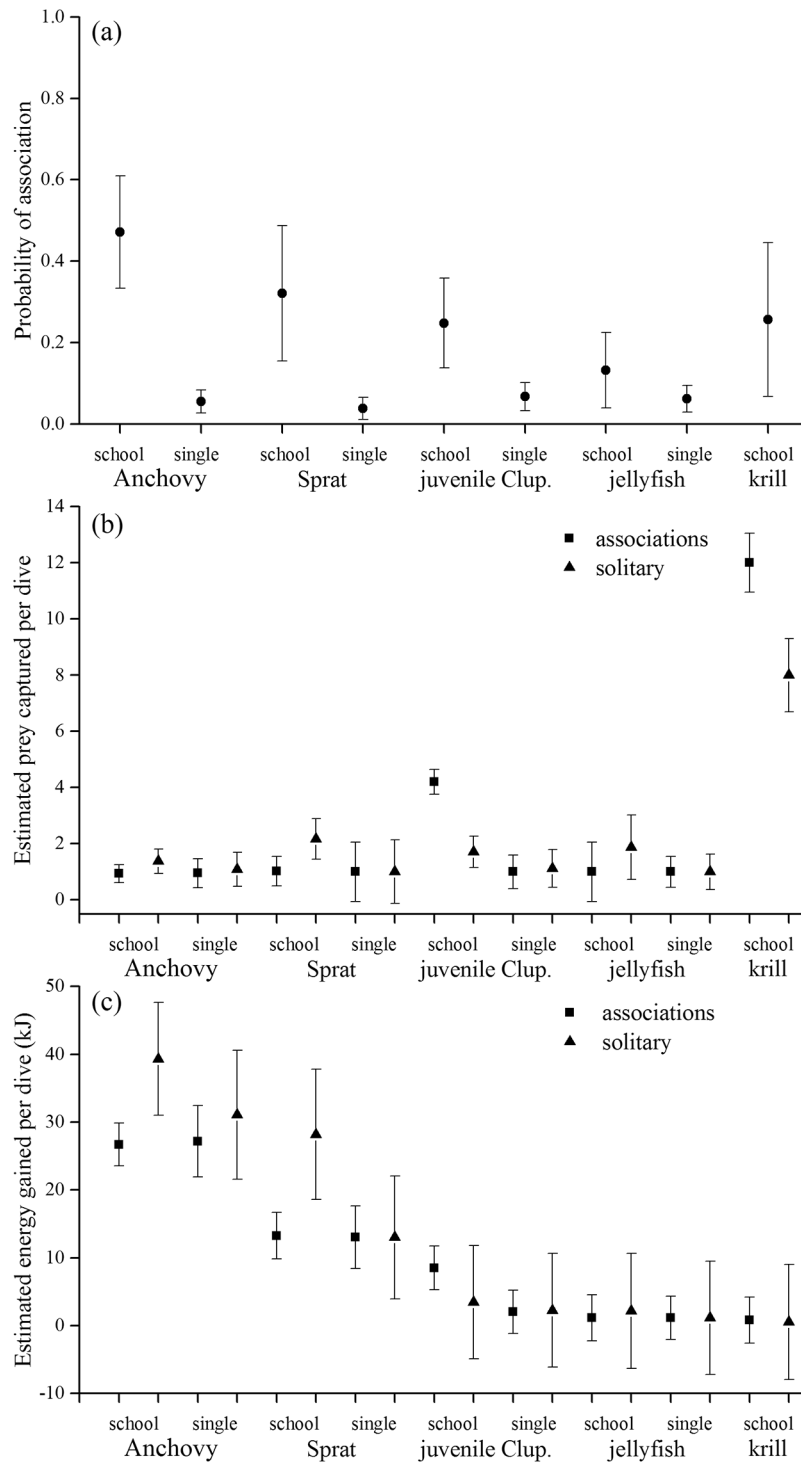 (a)
Probability of association
1.0
0.8
0.6
0.4
0.2
0.0
school single school single school single school single school
Anchovy Sprat juvenile Clup. jellyfish krill
(b)
Estimated prey captured per dive
14
12
10
8
6
4
2
0
associations
solitary
school single school single school single school single school
Anchovy Sprat juvenile Clup. jellyfish krill
(c)
Estimated energy gained per dive (kJ)
50
40
30
20
10
0
-10
associations
solitary
school single school single school single school single school
Anchovy Sprat juvenile Clup. jellyfish krill